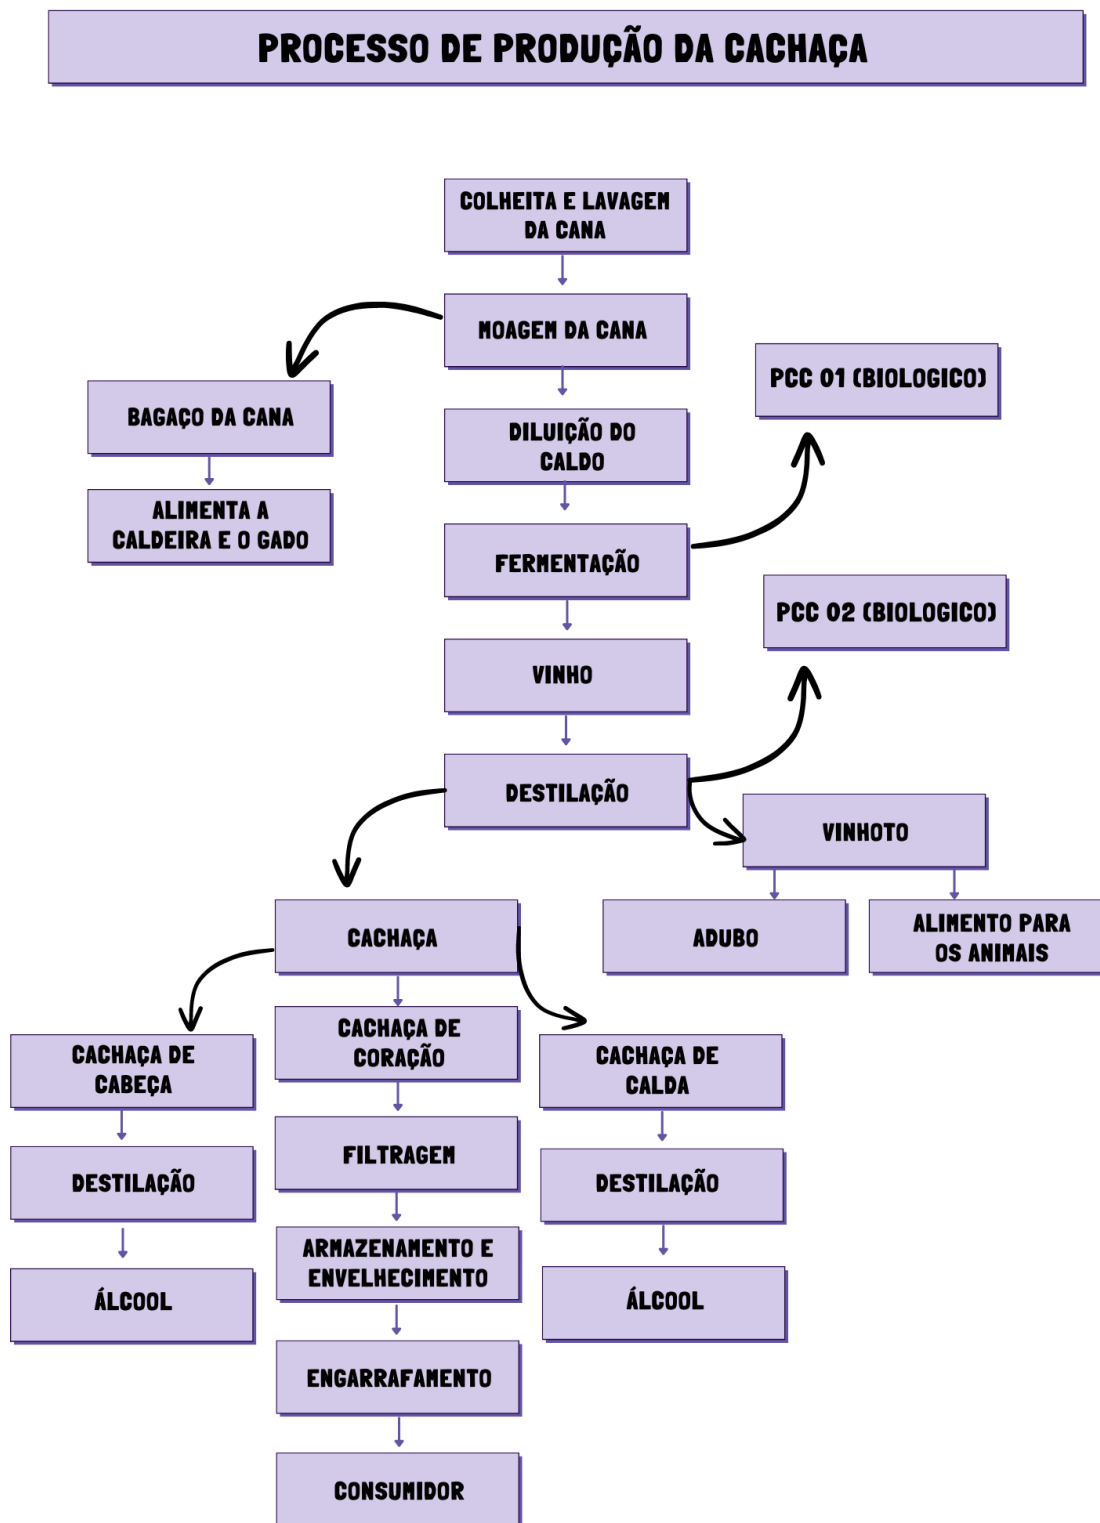 PROCESSO DE PRODUÇÃO DA CACHAÇA
COLHEITA E LAVAGEM
DA CANA
MOAGEM DA CANA
PCC 01 (BIOLOGICO)
BAGAÇO DA CANA
DILUIÇÃO DO
CALDO
ALIMENTA A
CALDEIRA E O GADO
FERMENTAÇÃO
PCC 02 (BIOLOGICO)
VINHO
DESTILAÇÃO
VINHOTO
CACHAÇA
ADUBO
ALIMENTO PARA
OS ANIMAIS
CACHAÇA DE
CABEÇA
CACHAÇA DE
CORAÇÃO
CACHAÇA DE
CALDA
DESTILAÇÃO
FILTRAGEM
DESTILAÇÃO
ARMAZENAMENTO E
ENVELHECIMENTO
ÁLCOOL
ÁLCOOL
ENGARRAFAMENTO
CONSUMIDOR